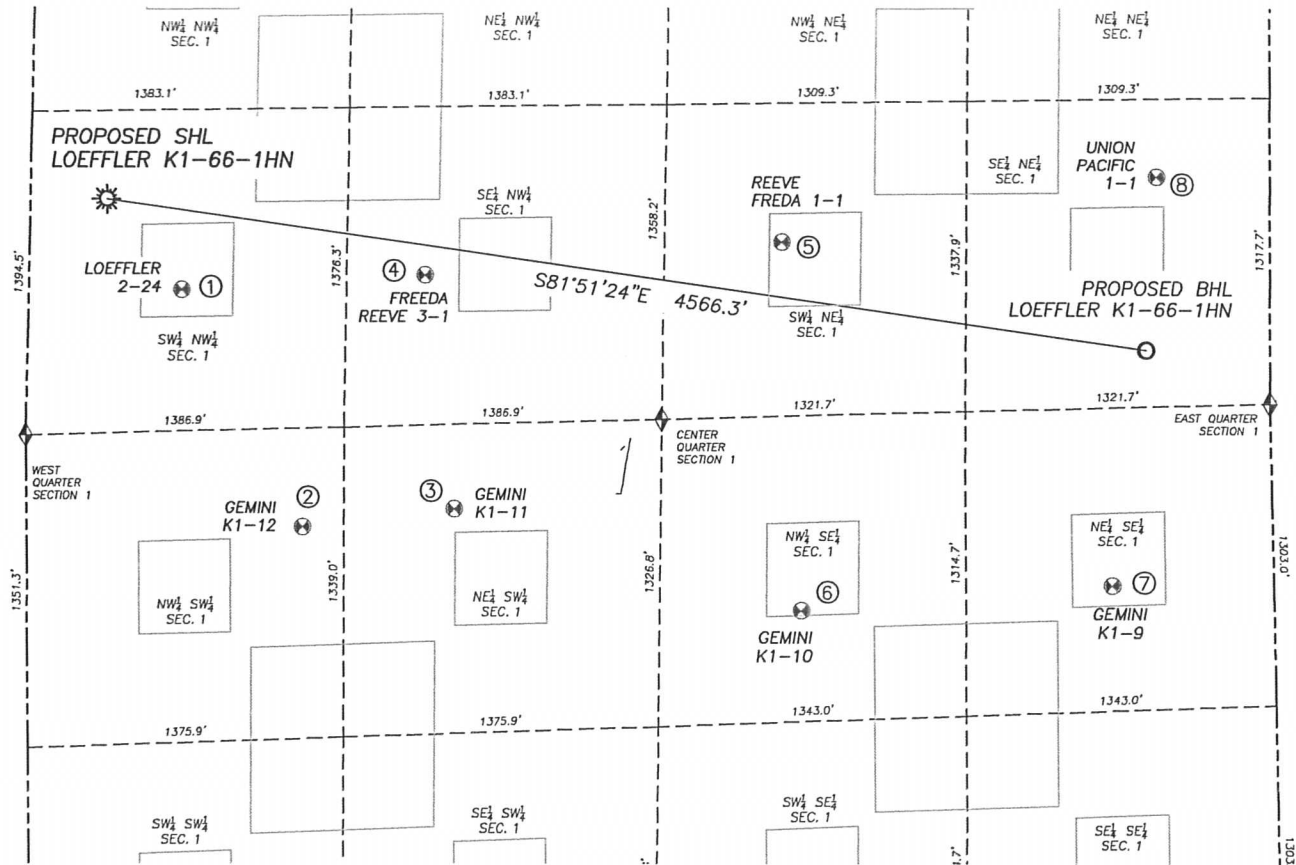 NW¼ NW¼
SEC. 1
NE¼ NW¼
SEC. 1
NW¼ NE¼
SEC. 1
NE¼ NE¼
SEC. 1
1383.1'
1383.1'
1309.3'
1309.3'
PROPOSED SHL
LOEFFLER K1-66-1HN
UNION
PACIFIC
1-1
⑧
SE¼ NE¼
SEC. 1
REEVE
FREDA 1-1
⑤
SE¼ NW¼
SEC. 1
1394.5'
1376.3'
1358.2'
1337.9'
1317.7'
LOEFFLER
2-24
①
④
FREEDA
REEVE 3-1
S81°51'24"E 4566.3'
PROPOSED BHL
LOEFFLER K1-66-1HN
SW¼ NW¼
SEC. 1
SW¼ NE¼
SEC. 1
1386.9'
1386.9'
1321.7'
1321.7'
WEST
QUARTER
SECTION 1
CENTER
QUARTER
SECTION 1
EAST QUARTER
SECTION 1
②
GEMINI
K1-12
③
GEMINI
K1-11
NW¼ SE¼
SEC. 1
NE¼ SE¼
SEC. 1
1351.3'
1339.0'
1326.8'
1314.7'
1303.0'
NW¼ SW¼
SEC. 1
NE¼ SW¼
SEC. 1
⑥
GEMINI
K1-10
⑦
GEMINI
K1-9
1375.9'
1375.9'
1343.0'
1343.0'
SW¼ SW¼
SEC. 1
SE¼ SW¼
SEC. 1
SW¼ SE¼
SEC. 1
SE¼ SE¼
SEC. 1